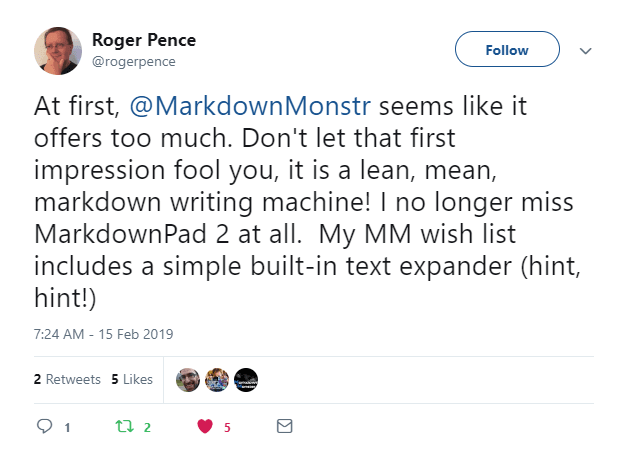 Roger Pence
@rogerpence
Follow
At first, @MarkdownMonstr seems like it
offers too much. Don't let that first
impression fool you, it is a lean, mean,
markdown writing machine! I no longer miss
MarkdownPad 2 at all.  My MM wish list
includes a simple built-in text expander (hint,
hint!)
7:24 AM - 15 Feb 2019
2 Retweets 5 Likes
1 2 5